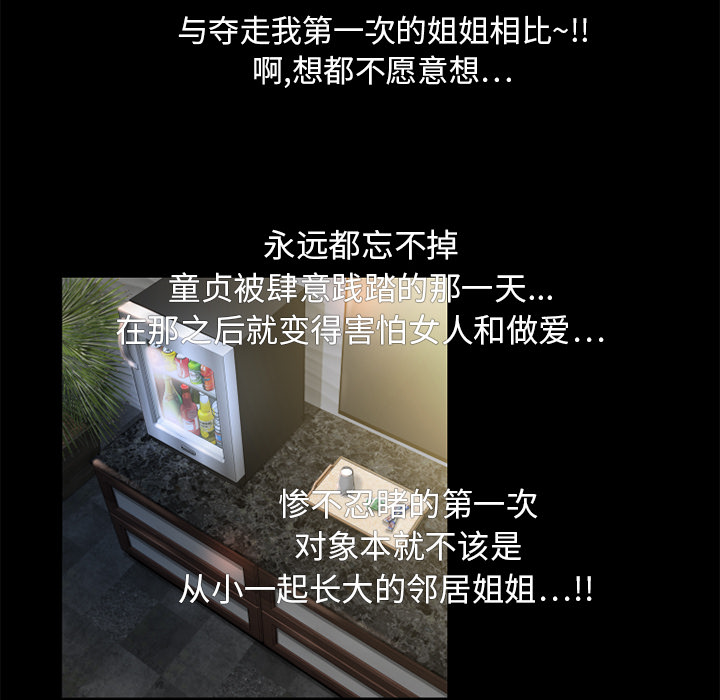 与夺走我第一次的姐姐相比~!!
啊,想都不愿意想...
永远都忘不掉
童贞被肆意践踏的那一天...
在那之后就变得害怕女人和做爱...
惨不忍睹的第一次
对象本就不该是
从小一起长大的邻居姐姐...!!